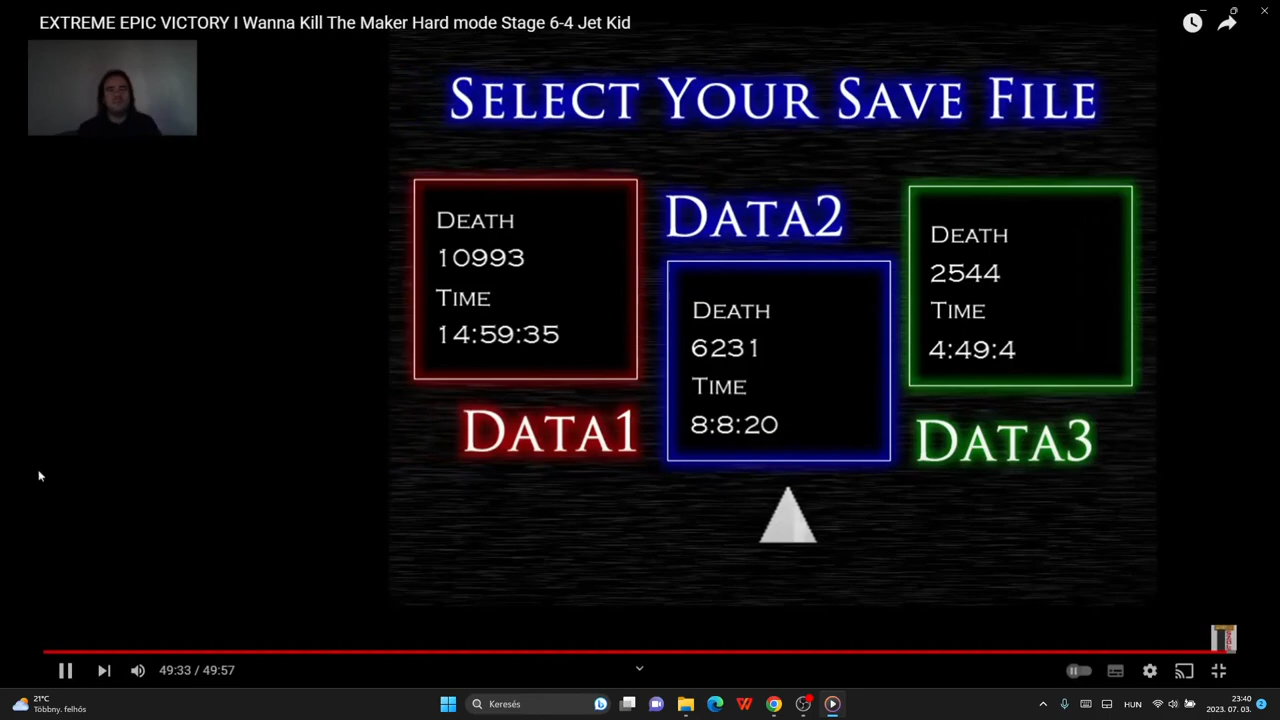 EXTREME EPIC VICTORY I Wanna Kill The Maker Hard mode Stage 6-4 Jet Kid
SELECT YOUR SAVE FILE
DEATH
10993
TIME
14:59:35
DATA1
DATA2
DEATH
6231
TIME
8:8:20
DEATH
2544
TIME
4:49:4
DATA3
49:33 / 49:57
21°C
Többny. felhős
Keresés
HUN
23:40
2023. 07. 03.
2